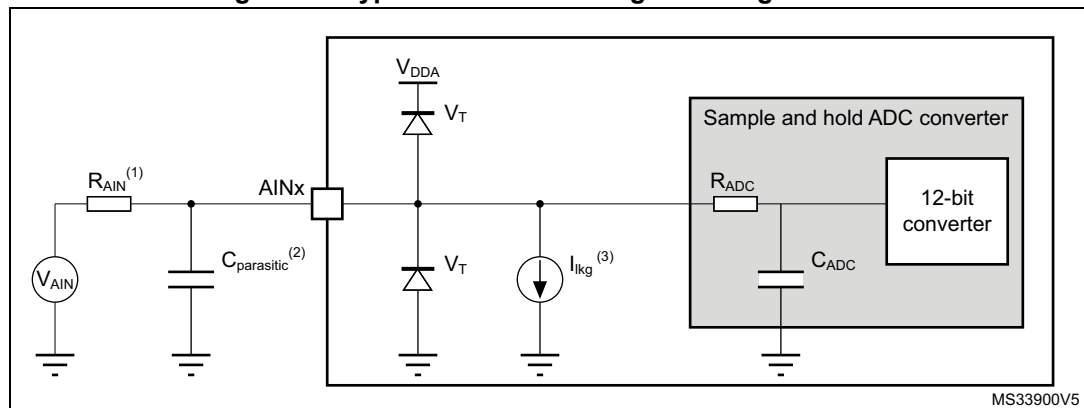 V_DDA
V_T
Sample and hold ADC converter
R_AIN^(1)
AINx
R_ADC
12-bit
converter
C_parasitic^(2)
V_T
I_lkg^(3)
C_ADC
V_AIN
MS33900V5